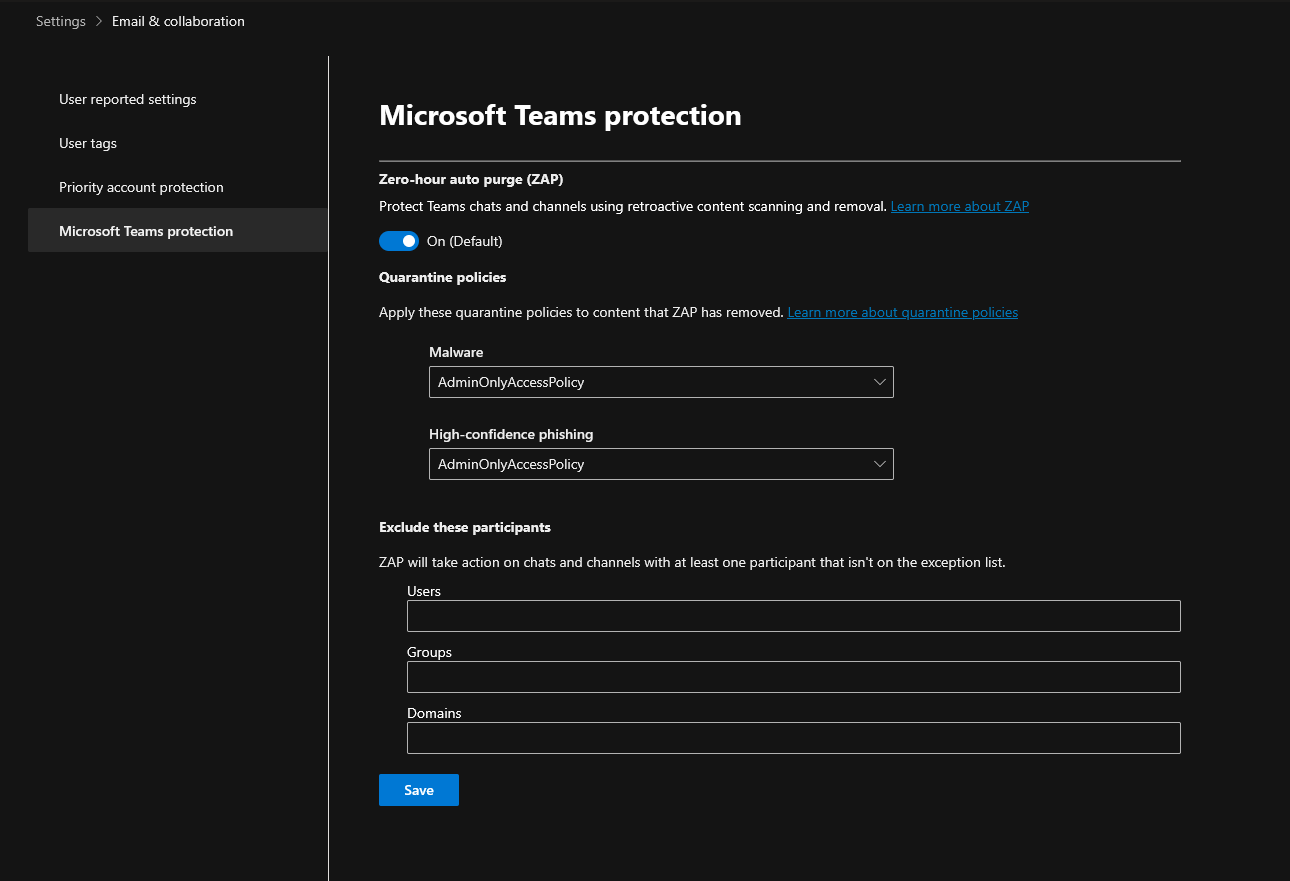 Settings > Email & collaboration
User reported settings
User tags
Priority account protection
Microsoft Teams protection
Microsoft Teams protection
Zero-hour auto purge (ZAP)
Protect Teams chats and channels using retroactive content scanning and removal. Learn more about ZAP
On (Default)
Quarantine policies
Apply these quarantine policies to content that ZAP has removed. Learn more about quarantine policies
Malware
AdminOnlyAccessPolicy
High-confidence phishing
AdminOnlyAccessPolicy
Exclude these participants
ZAP will take action on chats and channels with at least one participant that isn't on the exception list.
Users
Groups
Domains
Save